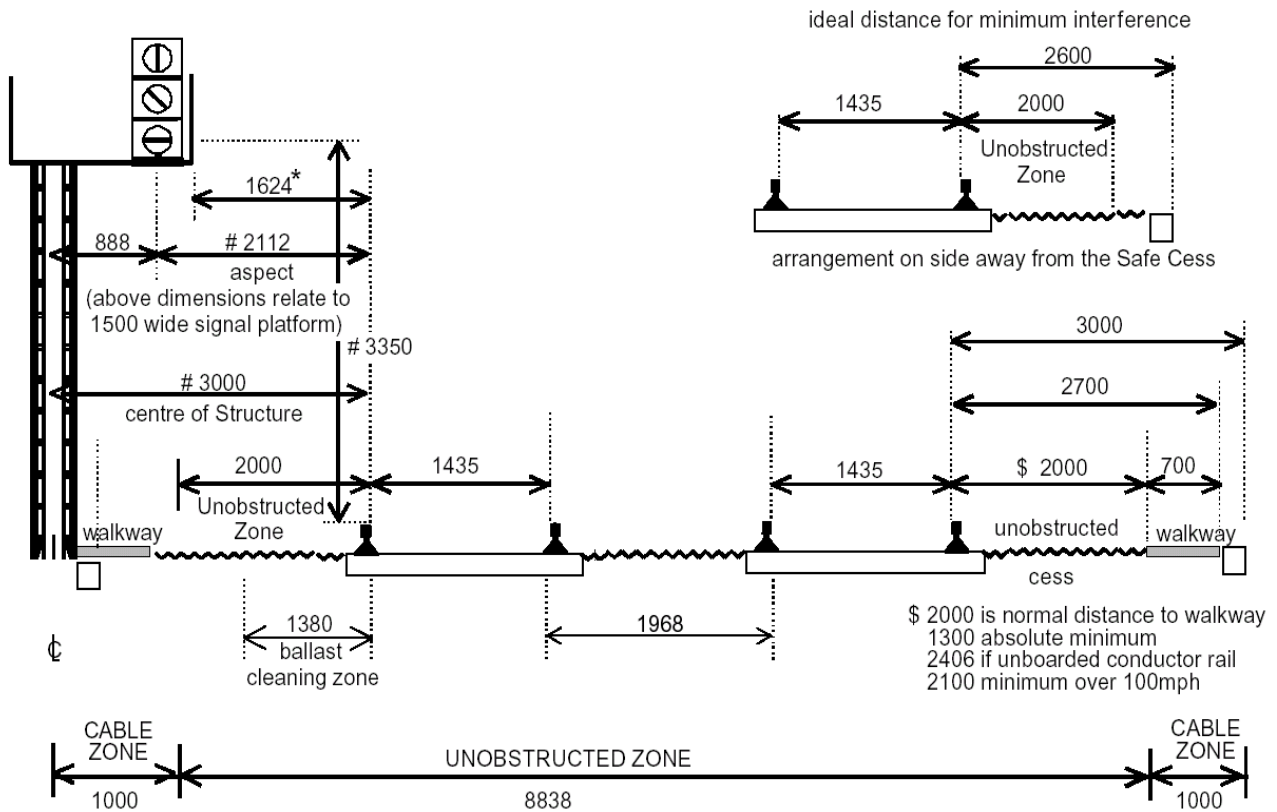 ideal distance for minimum interference
2600
1435
2000
Unobstructed
Zone
arrangement on side away from the Safe Cess
1624*
888
# 2112
aspect
(above dimensions relate to
1500 wide signal platform)
# 3350
# 3000
centre of Structure
3000
2700
2000
1435
1435
$ 2000
700
Unobstructed
Zone
walkway
unobstructed
walkway
cess
1380
ballast
cleaning zone
1968
$ 2000 is normal distance to walkway
1300 absolute minimum
2406 if unboarded conductor rail
2100 minimum over 100mph
℄
CABLE
ZONE
UNOBSTRUCTED ZONE
CABLE
ZONE
1000
8838
1000